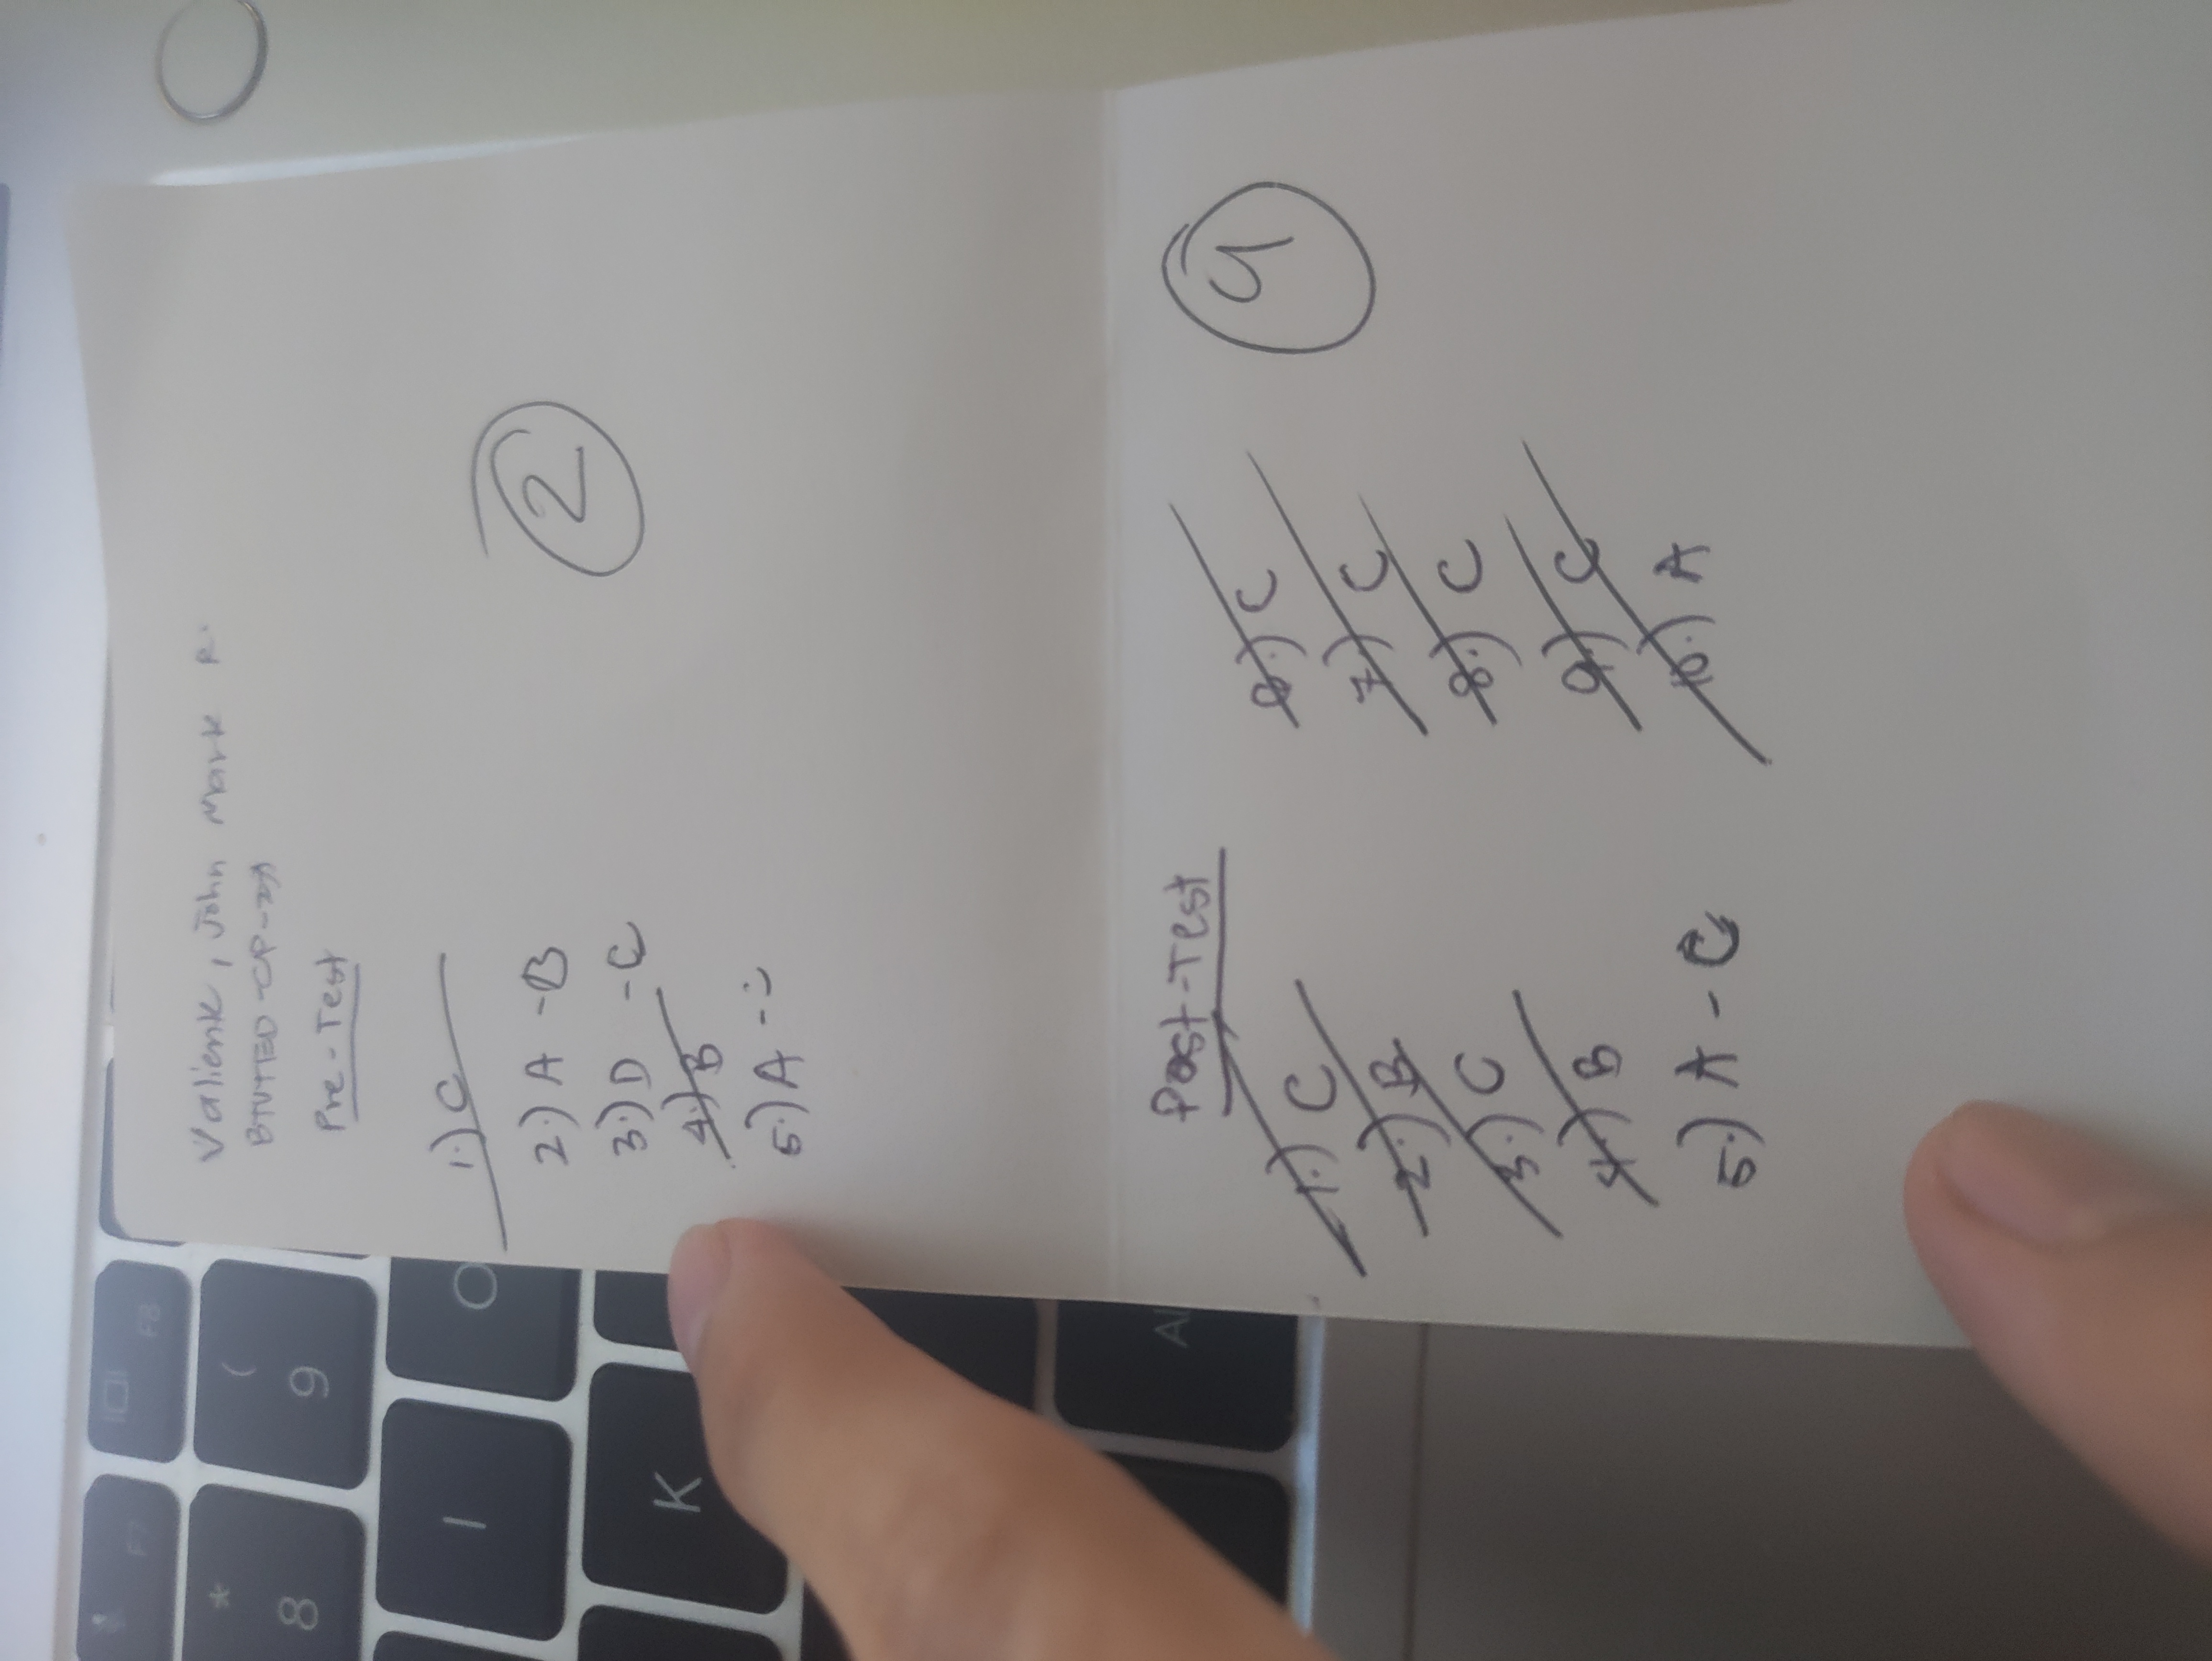 Valiente, John Mark R.
BTVTED-CP-2A
Pre-Test
1.) C
2.) A -B
3.) D -C
4.) B
5.) A -
2
Post-Test
1.) C
2.) B
3.) C
4.) B
5.) A - C
6.) C
7.) C
8.) C
9.) C
10.) A
9
F7
F8
*
8
(
9
I
O
K
Al